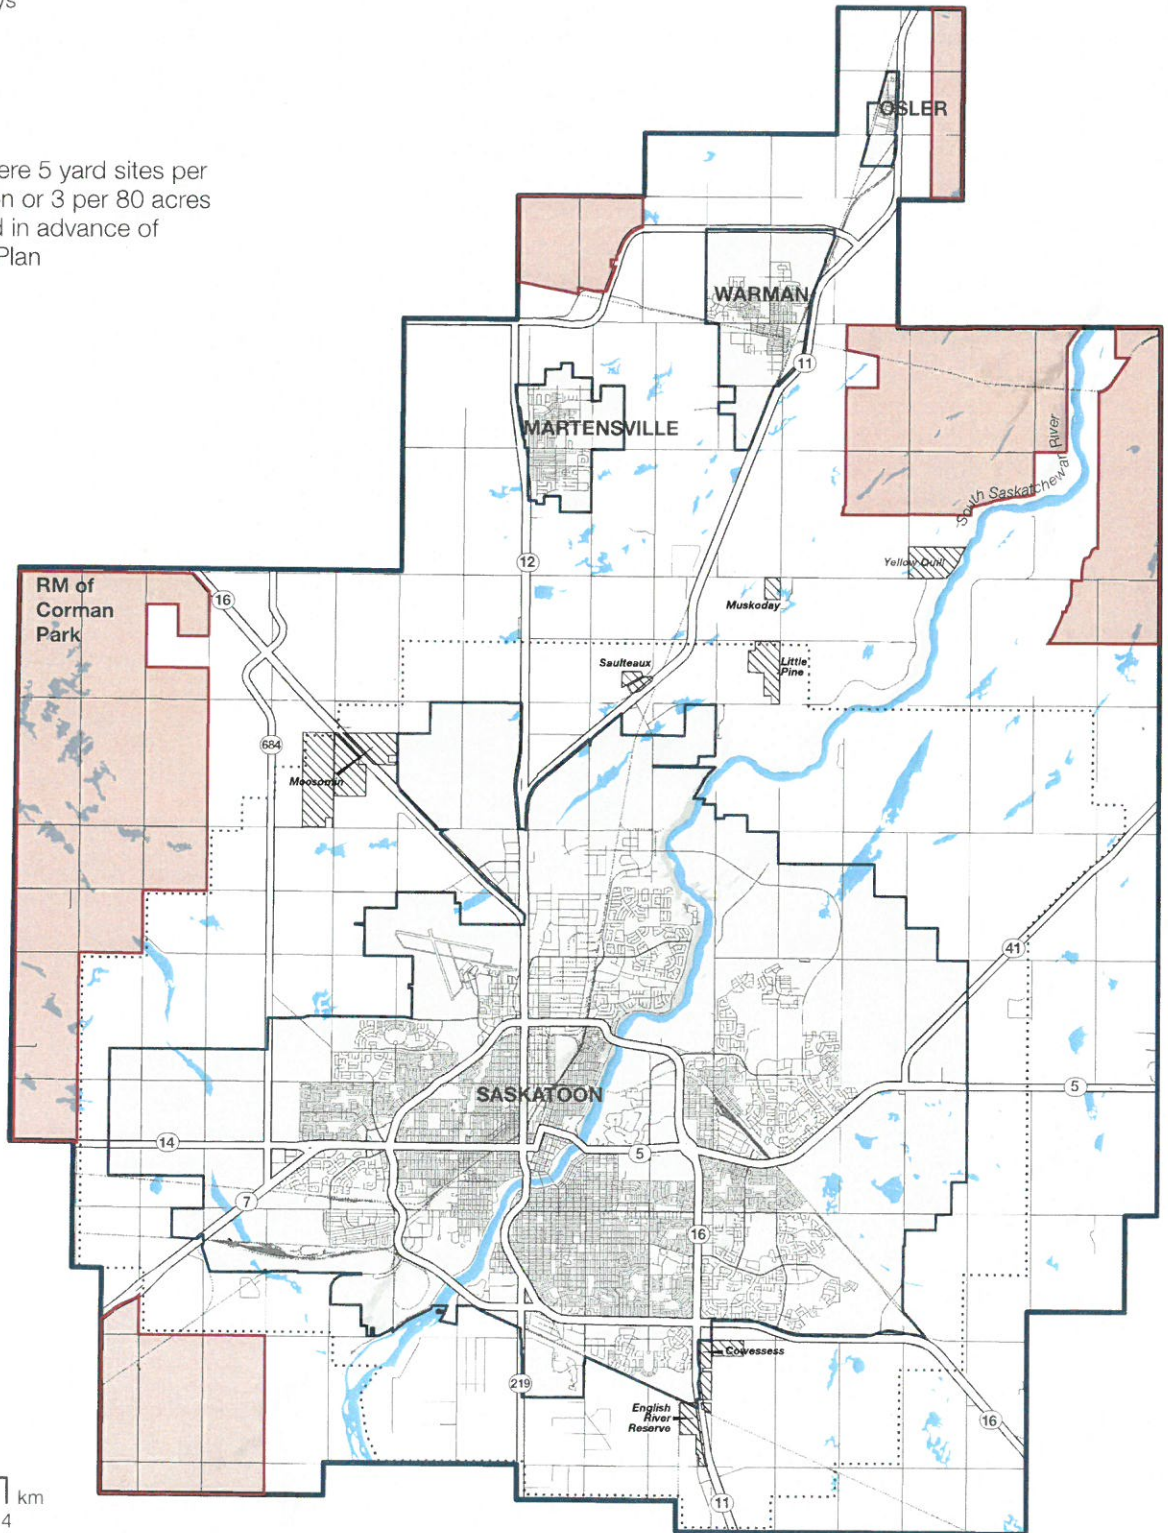 ys
ere 5 yard sites per
on or 3 per 80 acres
d in advance of
Plan
OSLER
WARMAN
11
MARTENSVILLE
South Saskatchewan River
12
Yellow Quill
RM of
Corman
Park
16
Muskoday
Saulteaux
Little
Pine
684
Moosomin
41
SASKATOON
5
14
5
7
16
Cowessess
219
English
River
Reserve
16
11
km
4